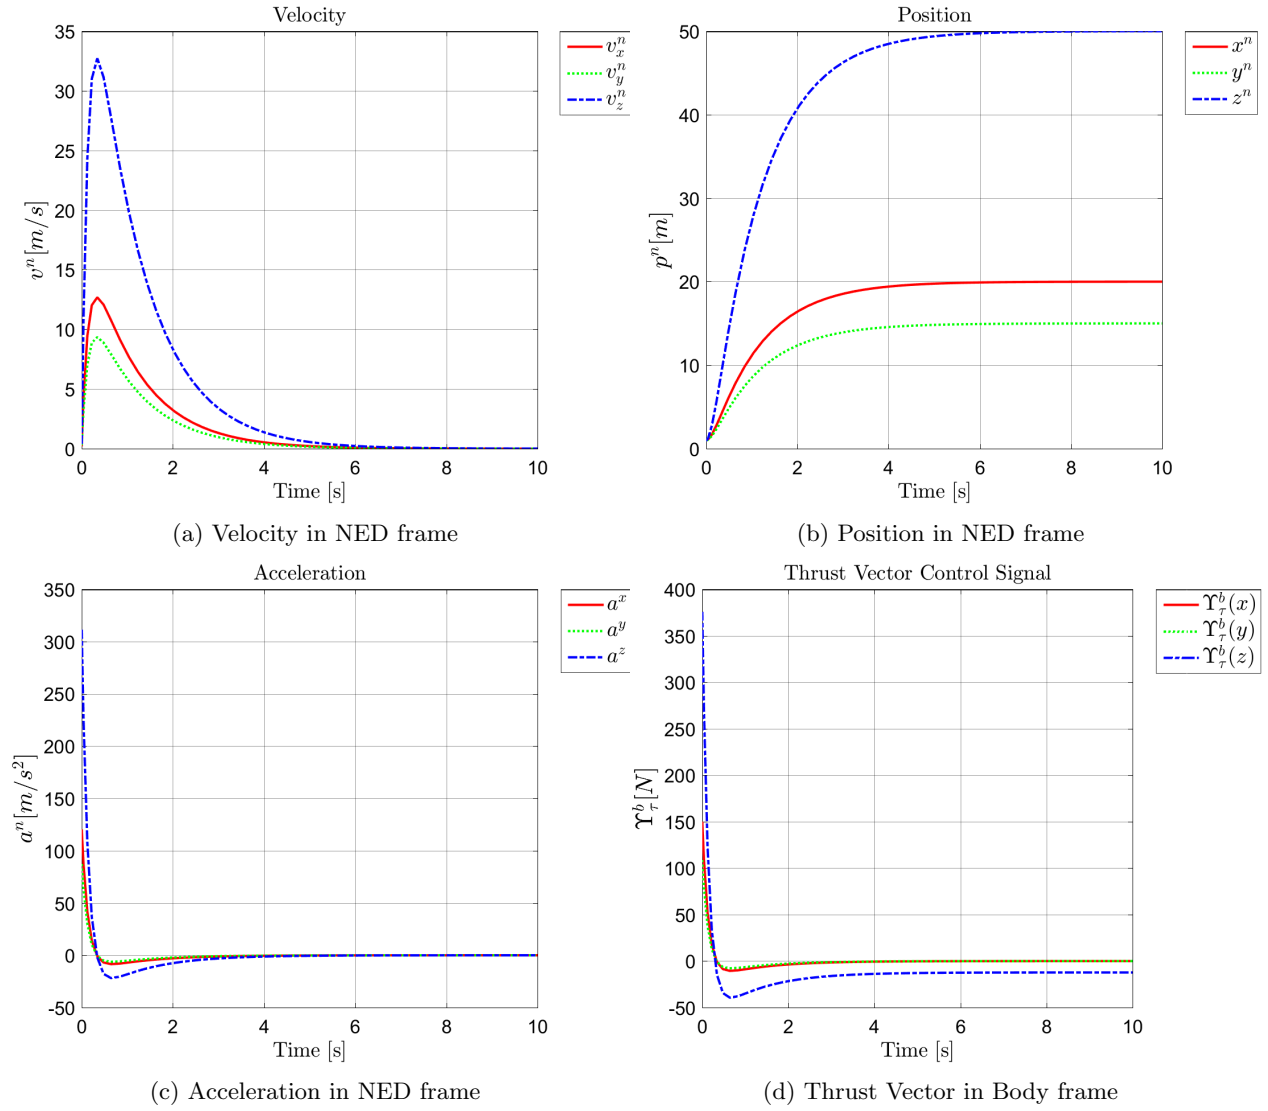 Velocity
35
30
25
20
15
10
5
0
0 2 4 6 8 10
v^n[m/s]
Time [s]
v_x^n
v_y^n
v_z^n
(a) Velocity in NED frame
Position
50
40
30
20
10
0
0 2 4 6 8 10
p^n[m]
Time [s]
x^n
y^n
z^n
(b) Position in NED frame
Acceleration
350
300
250
200
150
100
50
0
-50
0 2 4 6 8 10
a^n[m/s^2]
Time [s]
a^x
a^y
a^z
(c) Acceleration in NED frame
Thrust Vector Control Signal
400
350
300
250
200
150
100
50
0
-50
0 2 4 6 8 10
ϒ_τ^b[N]
Time [s]
ϒ_τ^b(x)
ϒ_τ^b(y)
ϒ_τ^b(z)
(d) Thrust Vector in Body frame